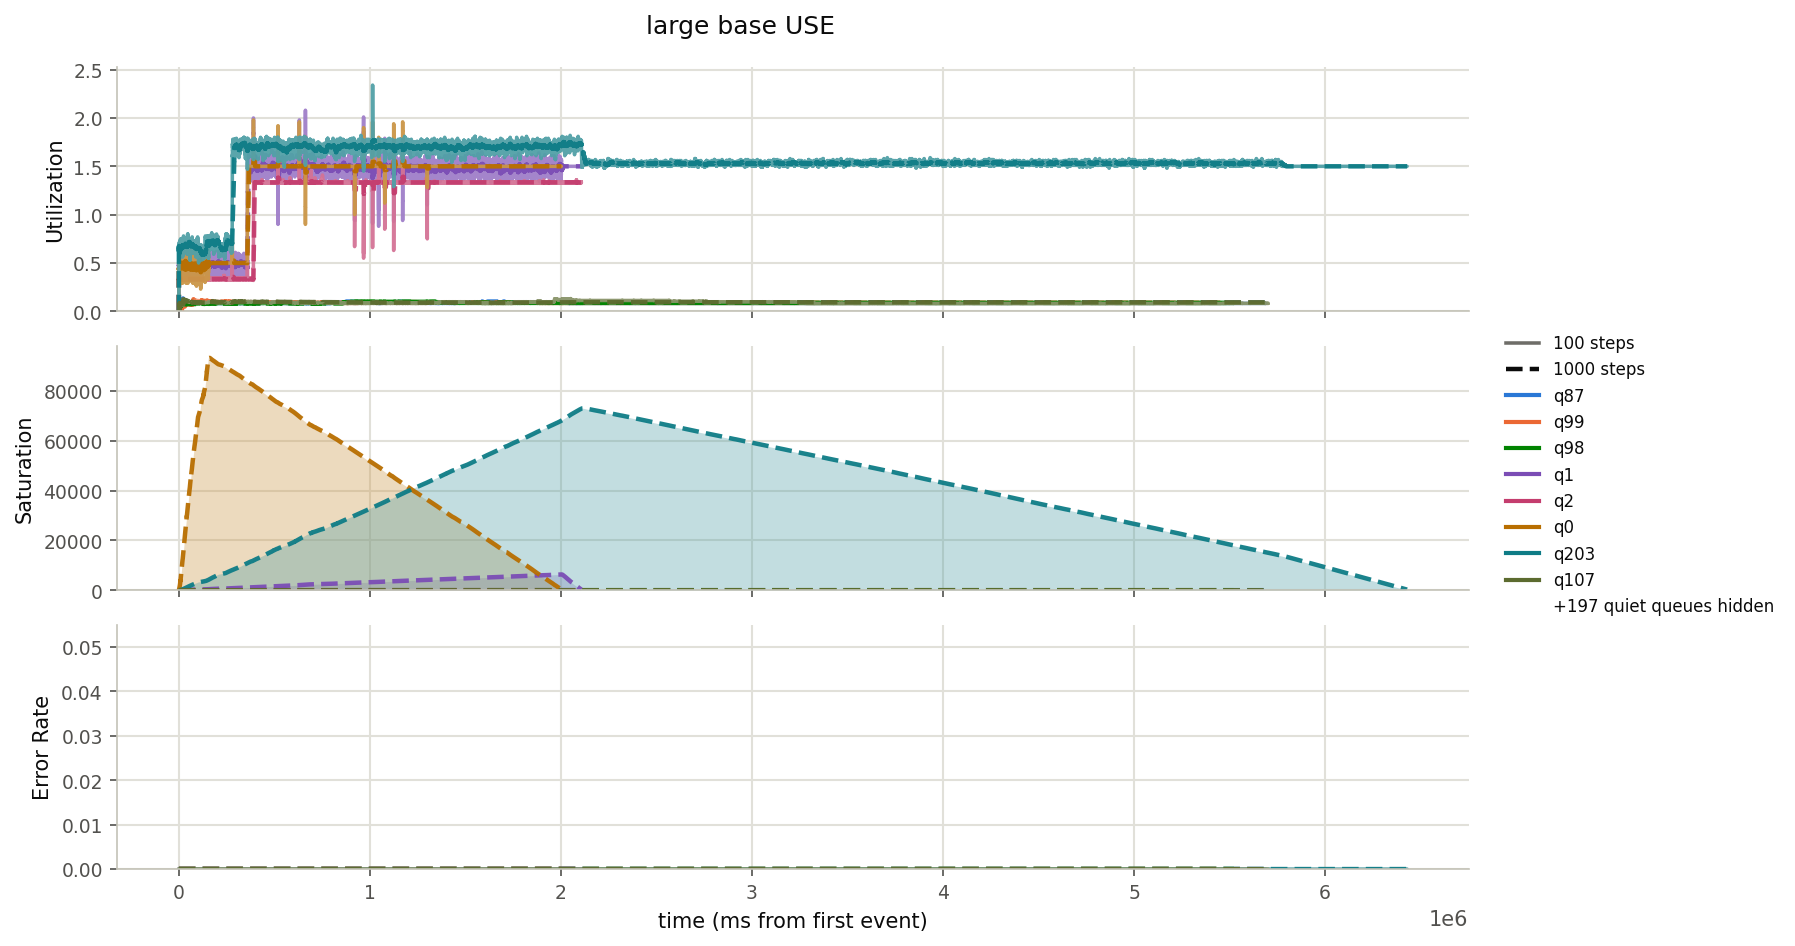 large base USE
2.5
2.0
1.5
1.0
0.5
0.0
Utilization
80000
60000
40000
20000
0
Saturation
0.05
0.04
0.03
0.02
0.01
0.00
Error Rate
0 1 2 3 4 5 6
1e6
time (ms from first event)
100 steps
1000 steps
q87
q99
q98
q1
q2
q0
q203
q107
+197 quiet queues hidden